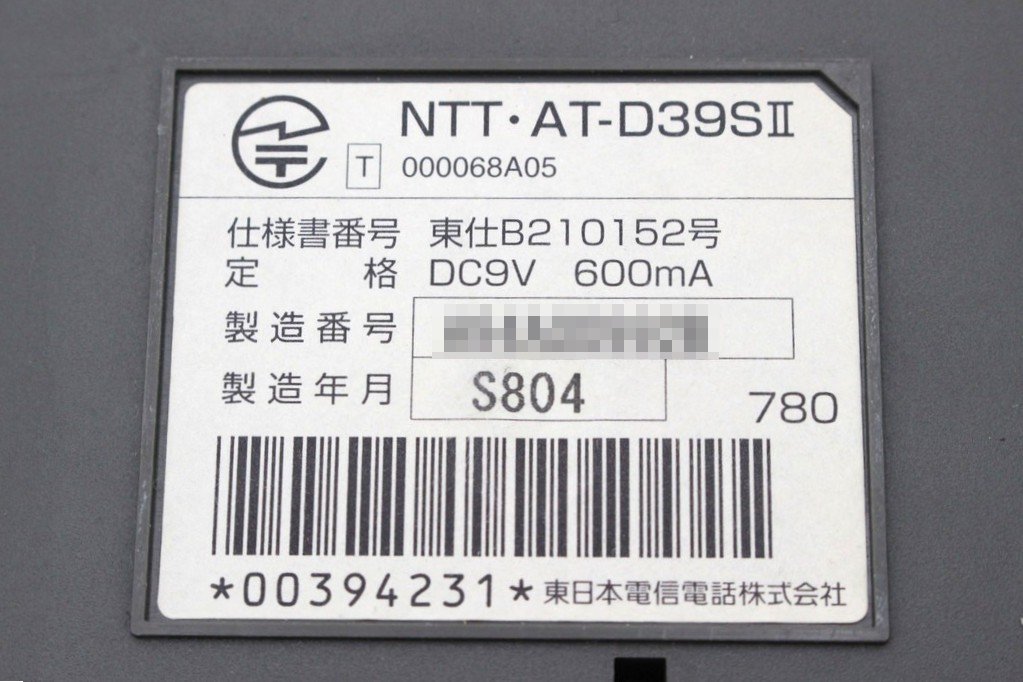 NTT・AT-D39SⅡ
T 000068A05
仕様書番号 東仕B210152号
定 格 DC9V 600mA
製造番号
製造年月 S804
780
*00394231* 東日本電信電話株式会社